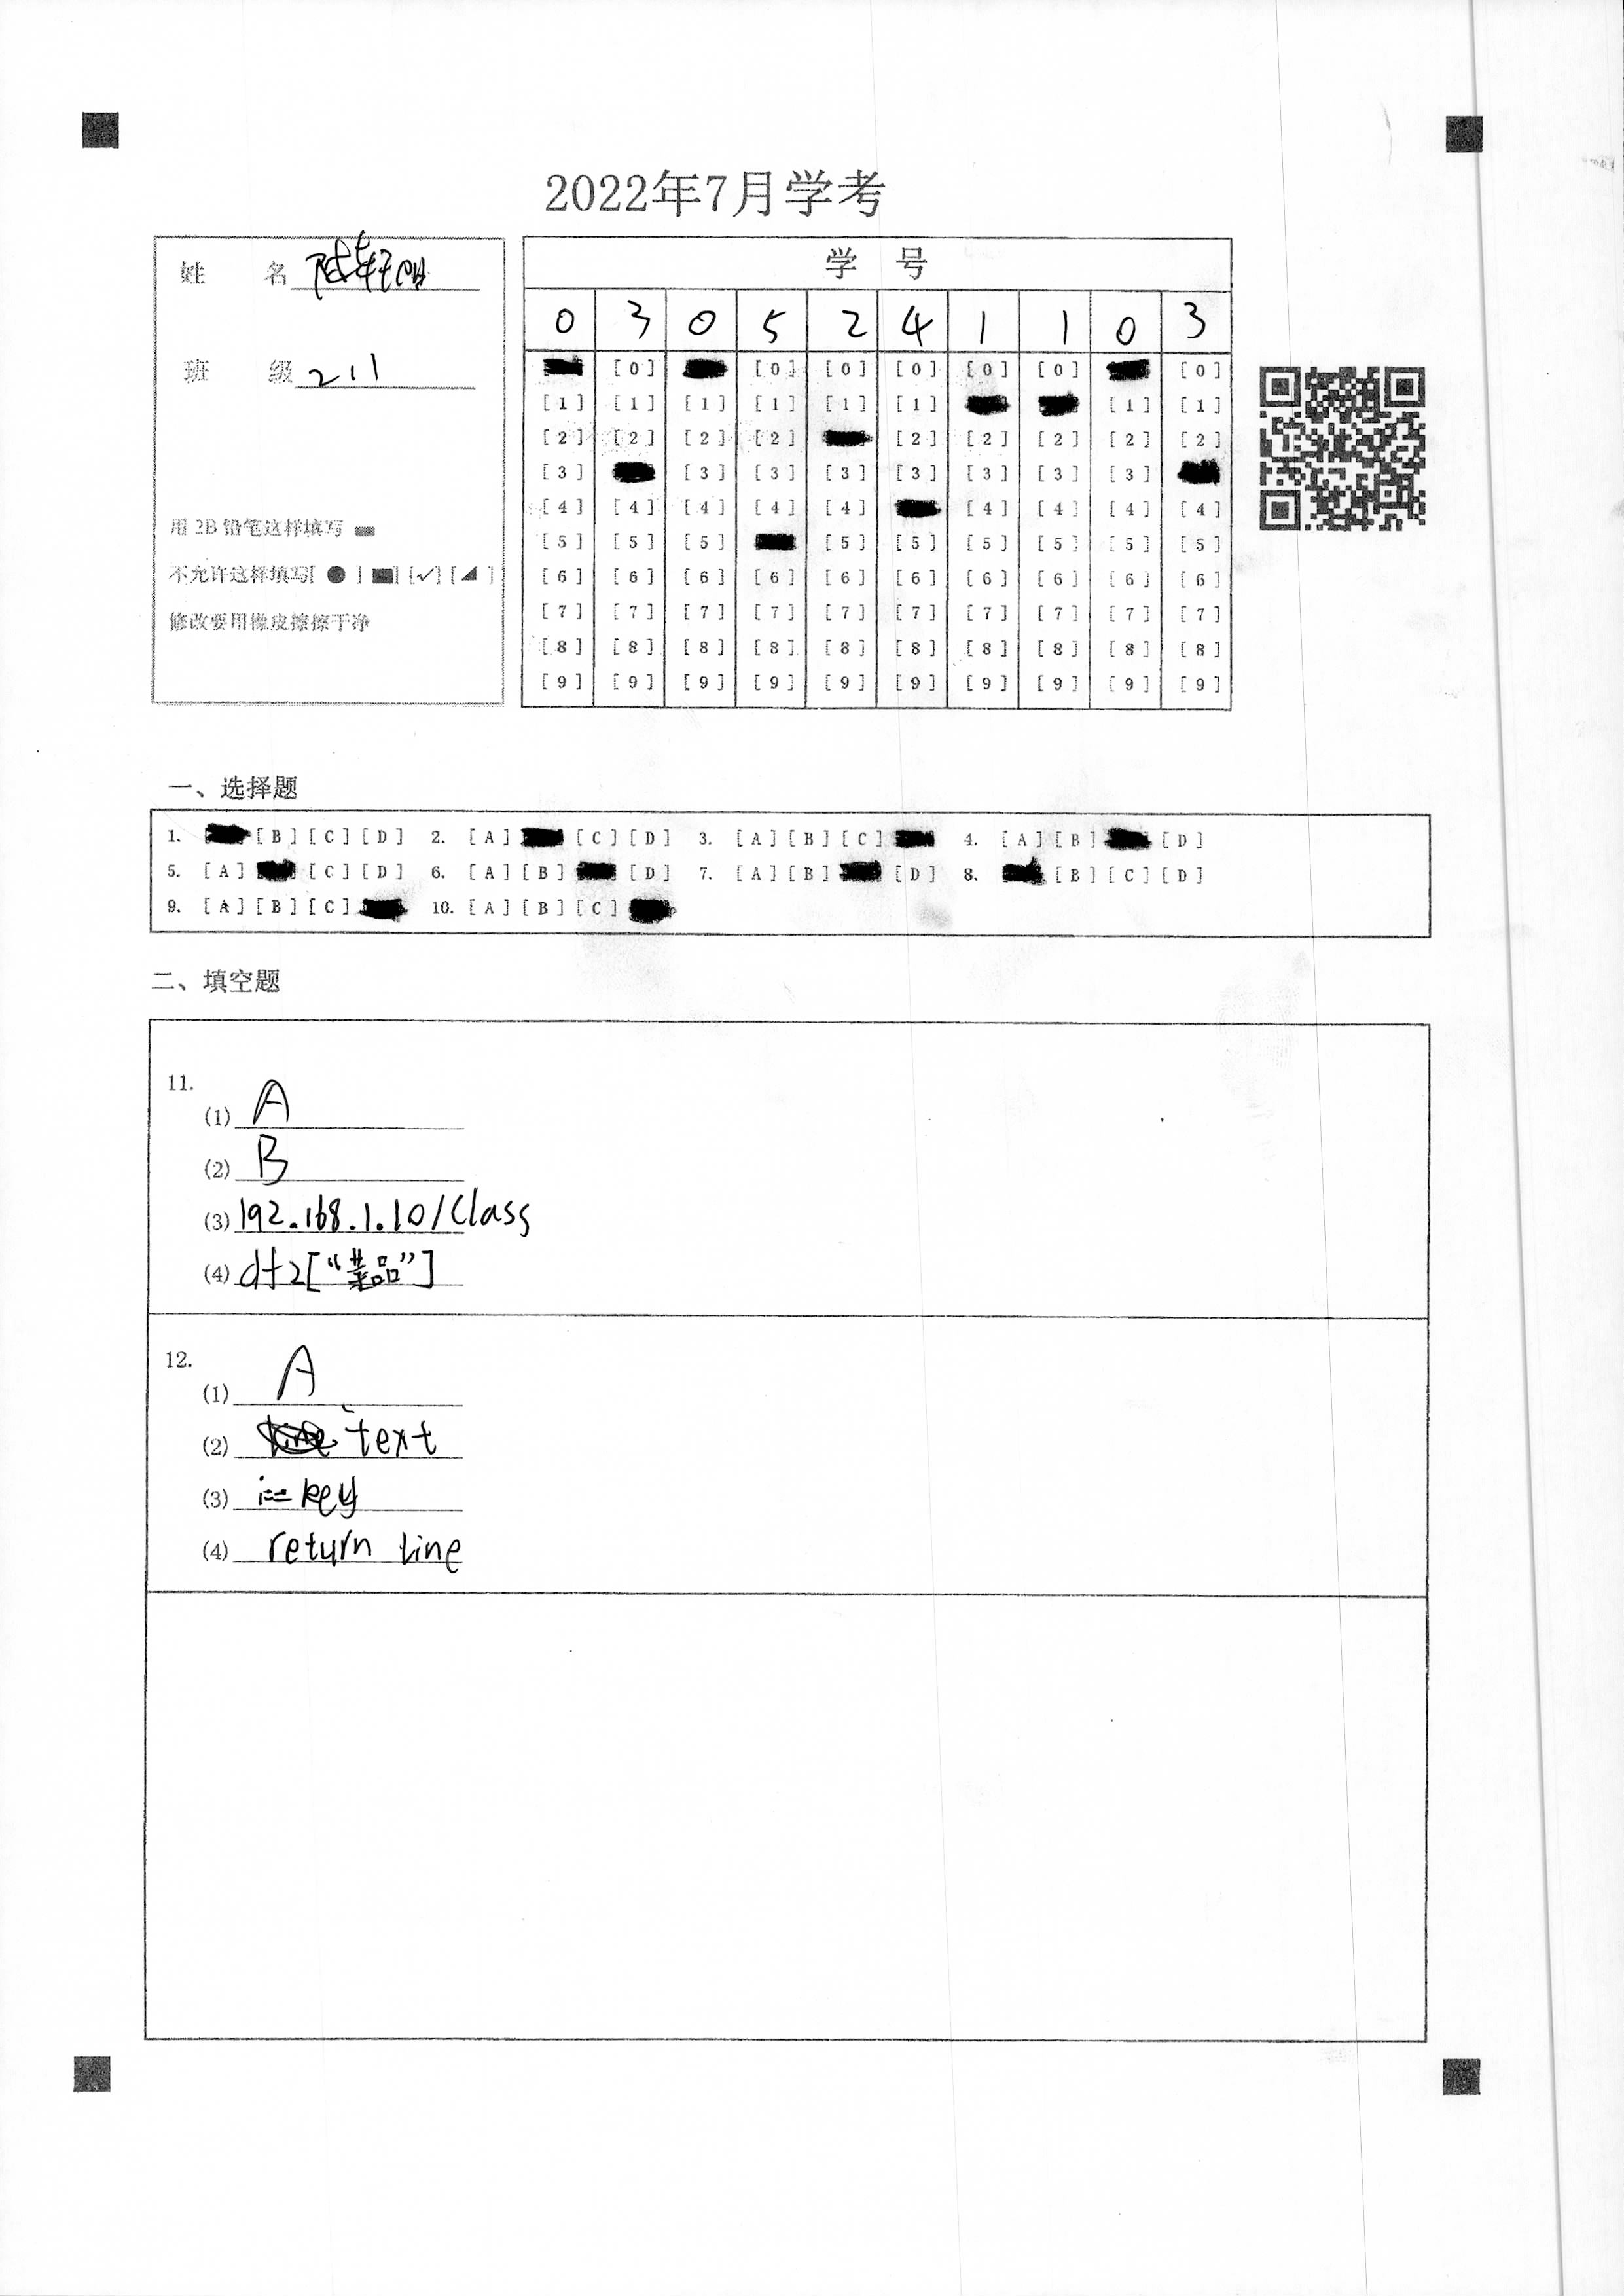 2022年7月学考
姓 名
班 级 211
用 2B 铅笔这样填写
不允许这样填写[ ● ] [■] [✓] [◢ ]
修改要用橡皮擦擦干净
学 号
0 3 0 5 2 4 1 1 0 3
[0] [0] [0] [0] [0] [0] [0]
[1] [1] [1] [1] [1] [1] [1] [1]
[2] [2] [2] [2] [2] [2] [2] [2] [2]
[3] [3] [3] [3] [3] [3] [3] [3]
[4] [4] [4] [4] [4] [4] [4] [4] [4]
[5] [5] [5] [5] [5] [5] [5] [5] [5]
[6] [6] [6] [6] [6] [6] [6] [6] [6] [6]
[7] [7] [7] [7] [7] [7] [7] [7] [7] [7]
[8] [8] [8] [8] [8] [8] [8] [8] [8] [8]
[9] [9] [9] [9] [9] [9] [9] [9] [9] [9]
一、选择题
1. [B] [C] [D] 2. [A] [C] [D] 3. [A] [B] [C] 4. [A] [B] [D]
5. [A] [C] [D] 6. [A] [B] [D] 7. [A] [B] [D] 8. [B] [C] [D]
9. [A] [B] [C] 10. [A] [B] [C]
二、填空题
11.
(1) A
(2) B
(3) 192.168.1.10/Class
(4) df2["菜品"]
12.
(1) A
(2) text
(3) i==key
(4) return line